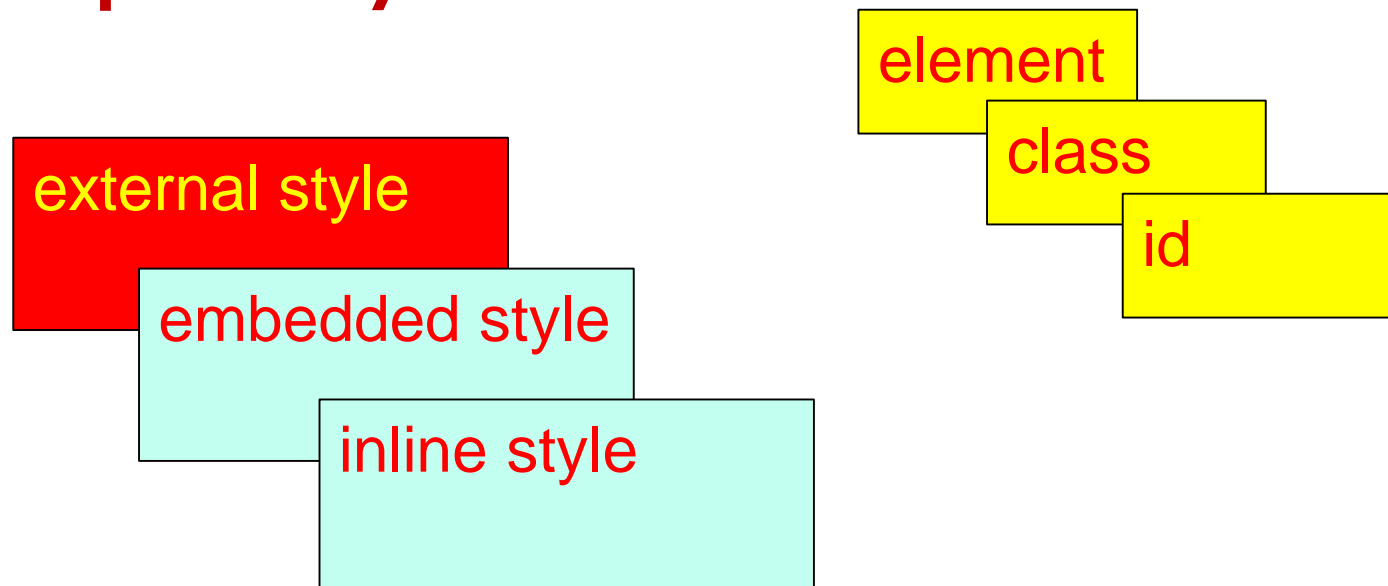 element
class
id
external style
embedded style
inline style